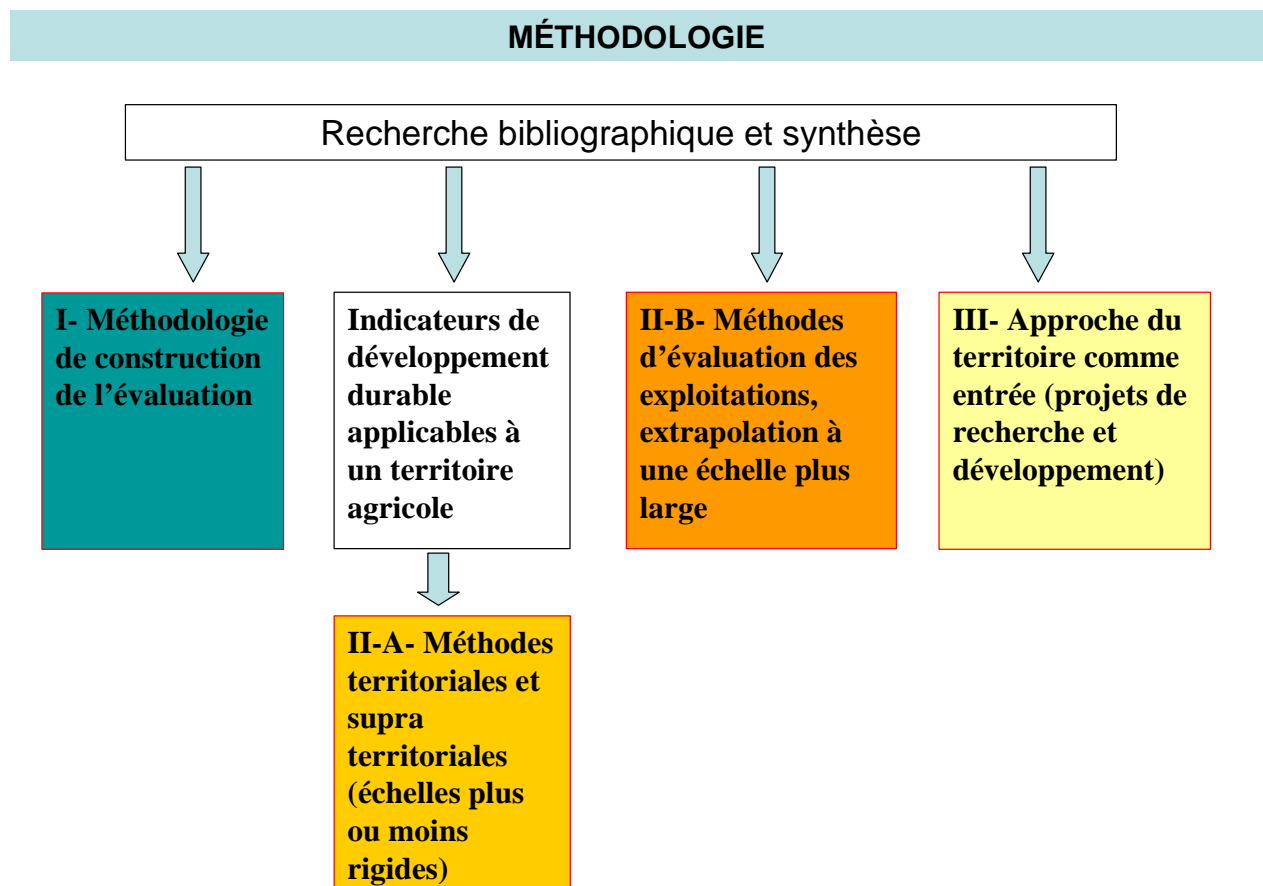 MÉTHODOLOGIE
Recherche bibliographique et synthèse
I- Méthodologie
de construction
de l’évaluation
Indicateurs de
développement
durable
applicables à
un territoire
agricole
II-B- Méthodes
d’évaluation des
exploitations,
extrapolation à
une échelle plus
large
III- Approche du
territoire comme
entrée (projets de
recherche et
développement)
II-A- Méthodes
territoriales et
supra
territoriales
(échelles plus
ou moins
rigides)